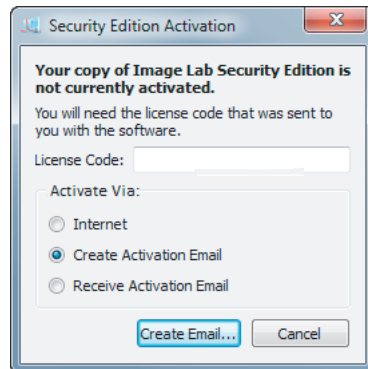 Security Edition Activation
Your copy of Image Lab Security Edition is
not currently activated.
You will need the license code that was sent to
you with the software.
License Code:
Activate Via:
Internet
Create Activation Email
Receive Activation Email
Create Email... Cancel